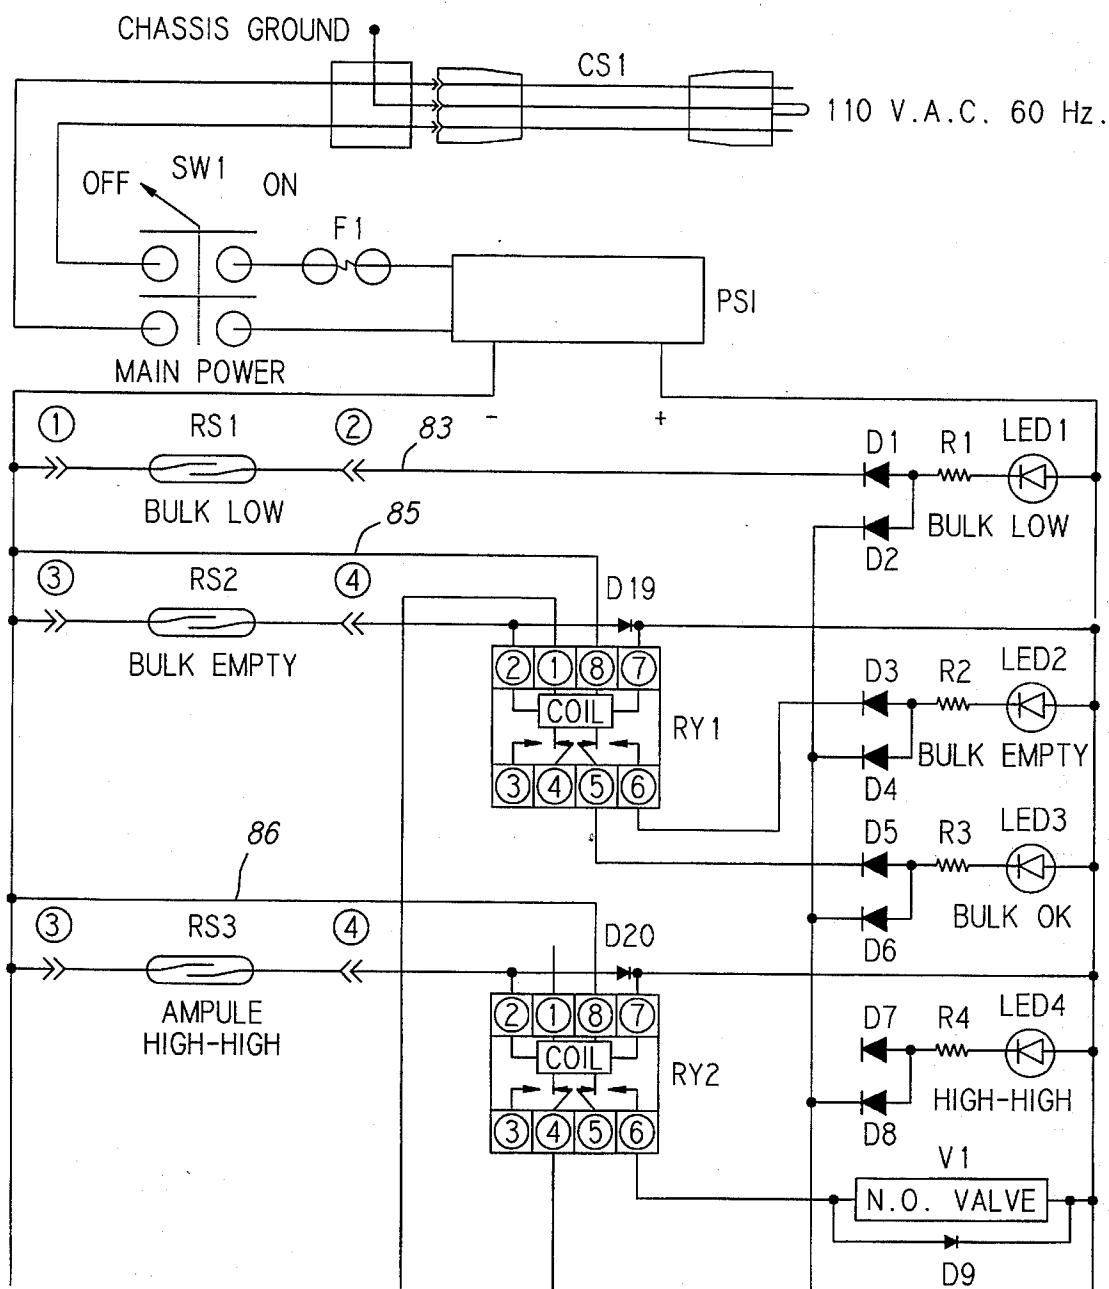 CHASSIS GROUND
CS1
110 V.A.C. 60 Hz.
SW1
OFF
ON
F1
PSI
MAIN POWER
- +
1 RS1 2 83 D1 R1 LED1
BULK LOW
D2
BULK LOW
85
3 RS2 4 D19
BULK EMPTY
2 1 8 7
COIL
RY1
3 4 5 6
D3 R2 LED2
BULK EMPTY
D4
D5 R3 LED3
BULK OK
D6
86
3 RS3 4 D20
AMPULE
HIGH-HIGH
2 1 8 7
COIL
RY2
3 4 5 6
D7 R4 LED4
HIGH-HIGH
D8
V1
N.O. VALVE
D9